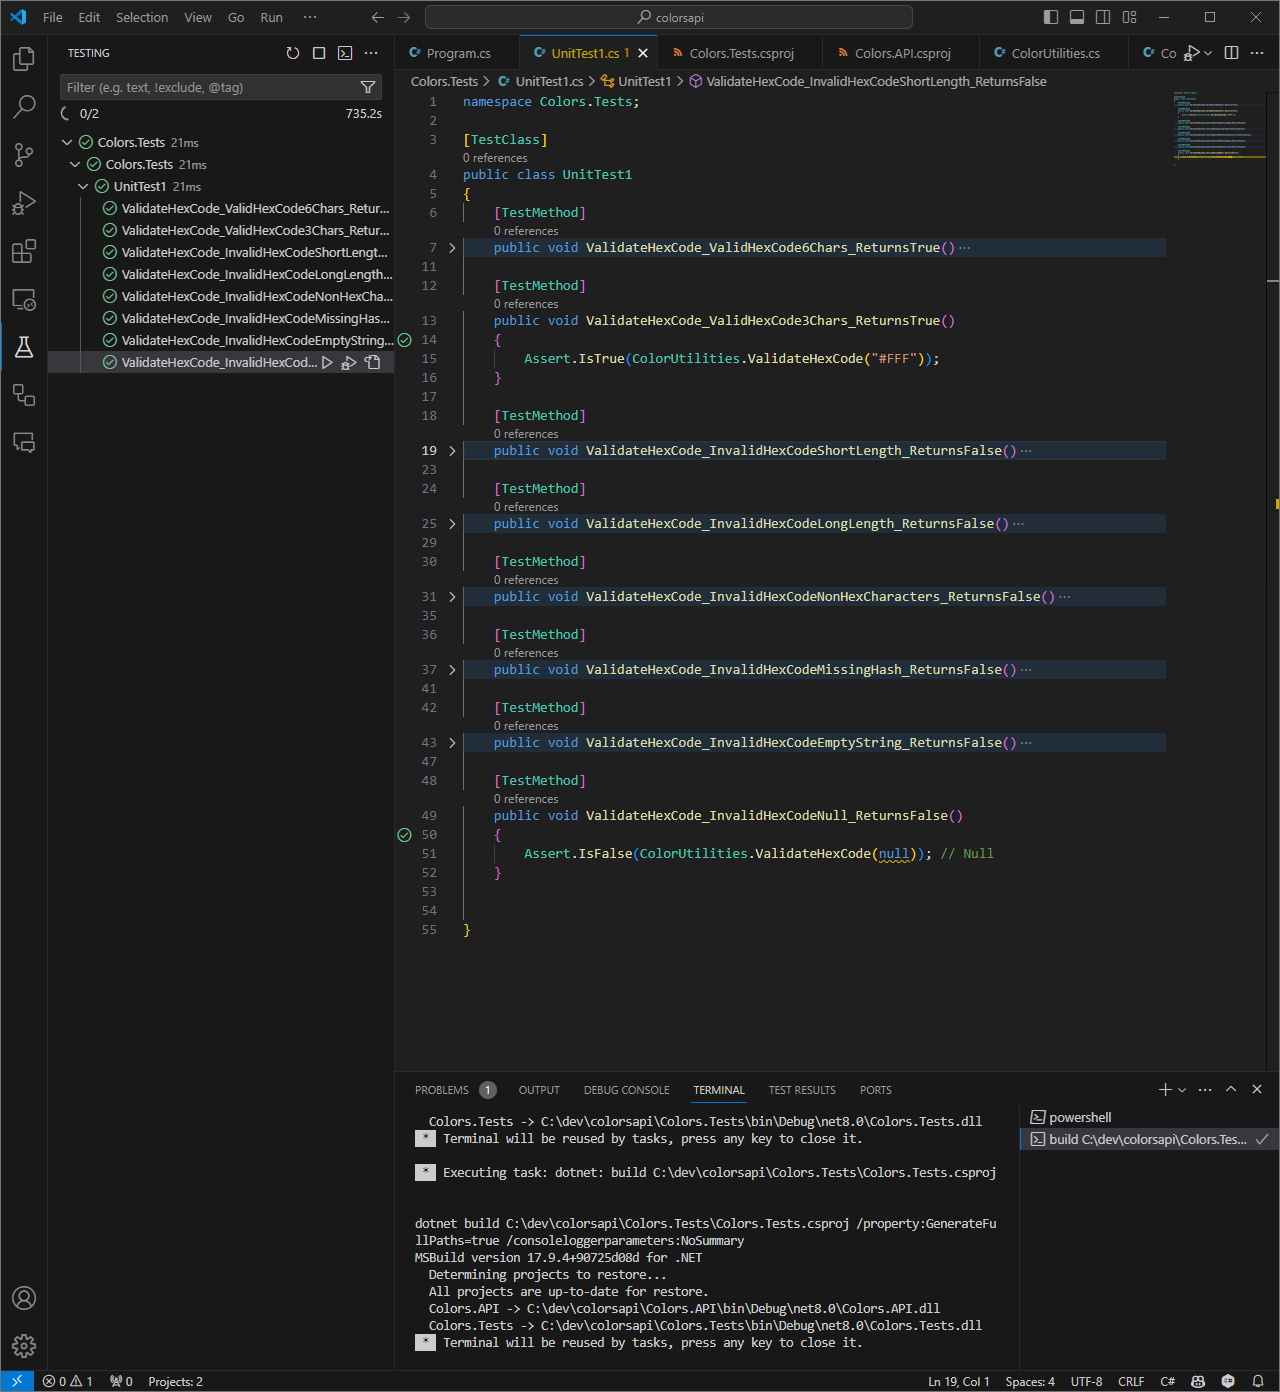 File Edit Selection View Go Run ··· colorsapi
TESTING
Filter (e.g. text, !exclude, @tag)
0/2 735.2s
Colors.Tests 21ms
Colors.Tests 21ms
UnitTest1 21ms
ValidateHexCode_ValidHexCode6Chars_Retur...
ValidateHexCode_ValidHexCode3Chars_Retur...
ValidateHexCode_InvalidHexCodeShortLengt...
ValidateHexCode_InvalidHexCodeLongLength...
ValidateHexCode_InvalidHexCodeNonHexCha...
ValidateHexCode_InvalidHexCodeMissingHas...
ValidateHexCode_InvalidHexCodeEmptyString...
ValidateHexCode_InvalidHexCod...
Program.cs UnitTest1.cs 1 Colors.Tests.csproj Colors.API.csproj ColorUtilities.cs Co
Colors.Tests > UnitTest1.cs > UnitTest1 > ValidateHexCode_InvalidHexCodeShortLength_ReturnsFalse
1 namespace Colors.Tests;
2
3 [TestClass]
0 references
4 public class UnitTest1
5 {
6 [TestMethod]
0 references
7 public void ValidateHexCode_ValidHexCode6Chars_ReturnsTrue()···
11
12 [TestMethod]
0 references
13 public void ValidateHexCode_ValidHexCode3Chars_ReturnsTrue()
14 {
15 Assert.IsTrue(ColorUtilities.ValidateHexCode("#FFF"));
16 }
17
18 [TestMethod]
0 references
19 public void ValidateHexCode_InvalidHexCodeShortLength_ReturnsFalse()···
23
24 [TestMethod]
0 references
25 public void ValidateHexCode_InvalidHexCodeLongLength_ReturnsFalse()···
29
30 [TestMethod]
0 references
31 public void ValidateHexCode_InvalidHexCodeNonHexCharacters_ReturnsFalse()···
35
36 [TestMethod]
0 references
37 public void ValidateHexCode_InvalidHexCodeMissingHash_ReturnsFalse()···
41
42 [TestMethod]
0 references
43 public void ValidateHexCode_InvalidHexCodeEmptyString_ReturnsFalse()···
47
48 [TestMethod]
0 references
49 public void ValidateHexCode_InvalidHexCodeNull_ReturnsFalse()
50 {
51 Assert.IsFalse(ColorUtilities.ValidateHexCode(null)); // Null
52 }
53
54
55 }
PROBLEMS 1 OUTPUT DEBUG CONSOLE TERMINAL TEST RESULTS PORTS
Colors.Tests -> C:\dev\colorsapi\Colors.Tests\bin\Debug\net8.0\Colors.Tests.dll
* Terminal will be reused by tasks, press any key to close it.
* Executing task: dotnet: build C:\dev\colorsapi\Colors.Tests\Colors.Tests.csproj
dotnet build C:\dev\colorsapi\Colors.Tests\Colors.Tests.csproj /property:GenerateFu
llPaths=true /consoleloggerparameters:NoSummary
MSBuild version 17.9.4+90725d08d for .NET
Determining projects to restore...
All projects are up-to-date for restore.
Colors.API -> C:\dev\colorsapi\Colors.API\bin\Debug\net8.0\Colors.API.dll
Colors.Tests -> C:\dev\colorsapi\Colors.Tests\bin\Debug\net8.0\Colors.Tests.dll
* Terminal will be reused by tasks, press any key to close it.
powershell
build C:\dev\colorsapi\Colors.Tes...
0 1 0 Projects: 2 Ln 19, Col 1 Spaces: 4 UTF-8 CRLF C#